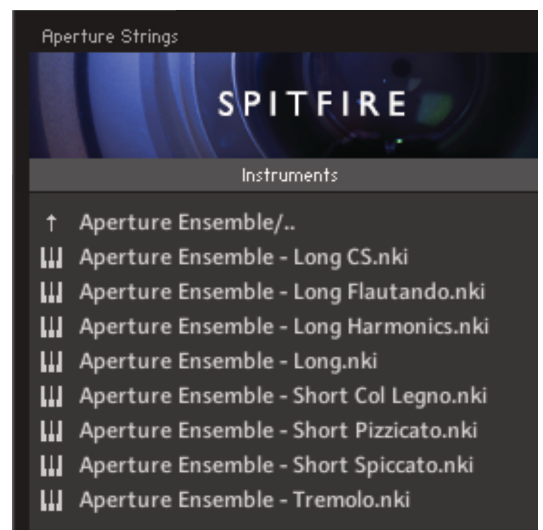 Aperture Strings
SPITFIRE
Instruments
Aperture Ensemble/..
Aperture Ensemble - Long CS.nki
Aperture Ensemble - Long Flautando.nki
Aperture Ensemble - Long Harmonics.nki
Aperture Ensemble - Long.nki
Aperture Ensemble - Short Col Legno.nki
Aperture Ensemble - Short Pizzicato.nki
Aperture Ensemble - Short Spiccato.nki
Aperture Ensemble - Tremolo.nki